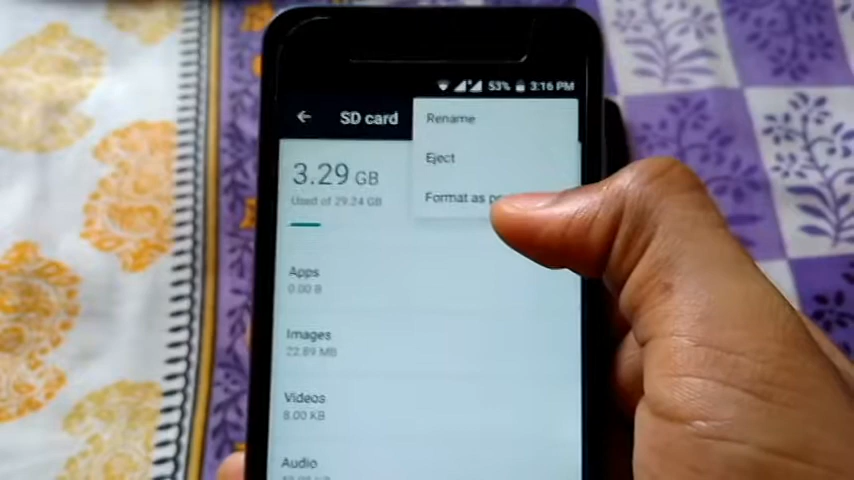 53% 3:16 PM
SD card
Rename
Eject
Format as
3.29 GB
Used of 29.24 GB
Apps
0.00 B
Images
22.89 MB
Videos
8.00 KB
Audio